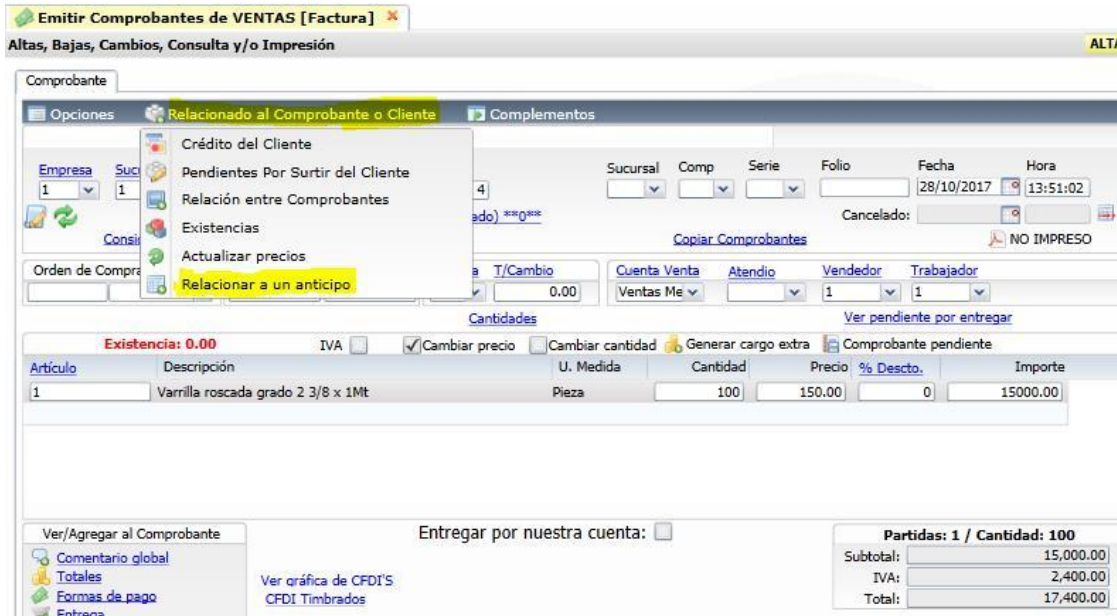 Emitir Comprobantes de VENTAS [Factura]
Altas, Bajas, Cambios, Consulta y/o Impresión ALTA
Comprobante
Opciones Relacionado al Comprobante o Cliente Complementos
Crédito del Cliente
Pendientes Por Surtir del Cliente
Relación entre Comprobantes
Existencias
Actualizar precios
Relacionar a un anticipo
Empresa Sucursal Comp Serie Folio Fecha Hora
1 1 4) 28/10/2017 13:51:02
**0** Cancelado:
Copiar Comprobantes NO IMPRESO
Orden de Compra T/Cambio Cuenta Venta Atendio Vendedor Trabajador
0.00 Ventas Me 1 1
Cantidades Ver pendiente por entregar
Existencia: 0.00 IVA Cambiar precio Cambiar cantidad Generar cargo extra Comprobante pendiente
Artículo Descripción U. Medida Cantidad Precio % Descto. Importe
1 Varrilla roscada grado 2 3/8 x 1Mt Pieza 100 150.00 0 15000.00
Ver/Agregar al Comprobante Entregar por nuestra cuenta: Partidas: 1 / Cantidad: 100
Comentario global Subtotal: 15,000.00
Totales Ver gráfica de CFDI'S IVA: 2,400.00
Formas de pago CFDI Timbrados Total: 17,400.00
Entrega